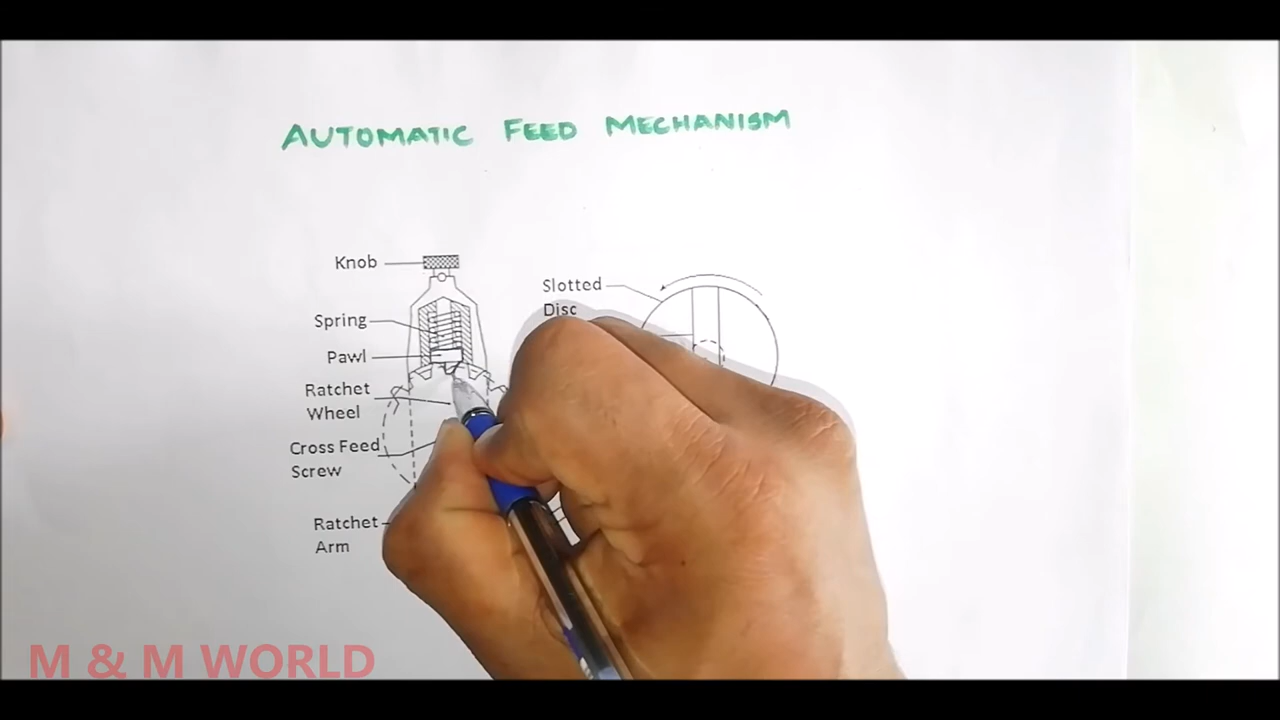 AUTOMATIC FEED MECHANISM
Knob
Spring
Pawl
Ratchet
Wheel
Cross Feed
Screw
Ratchet
Arm
Slotted
Disc
M & M WORLD